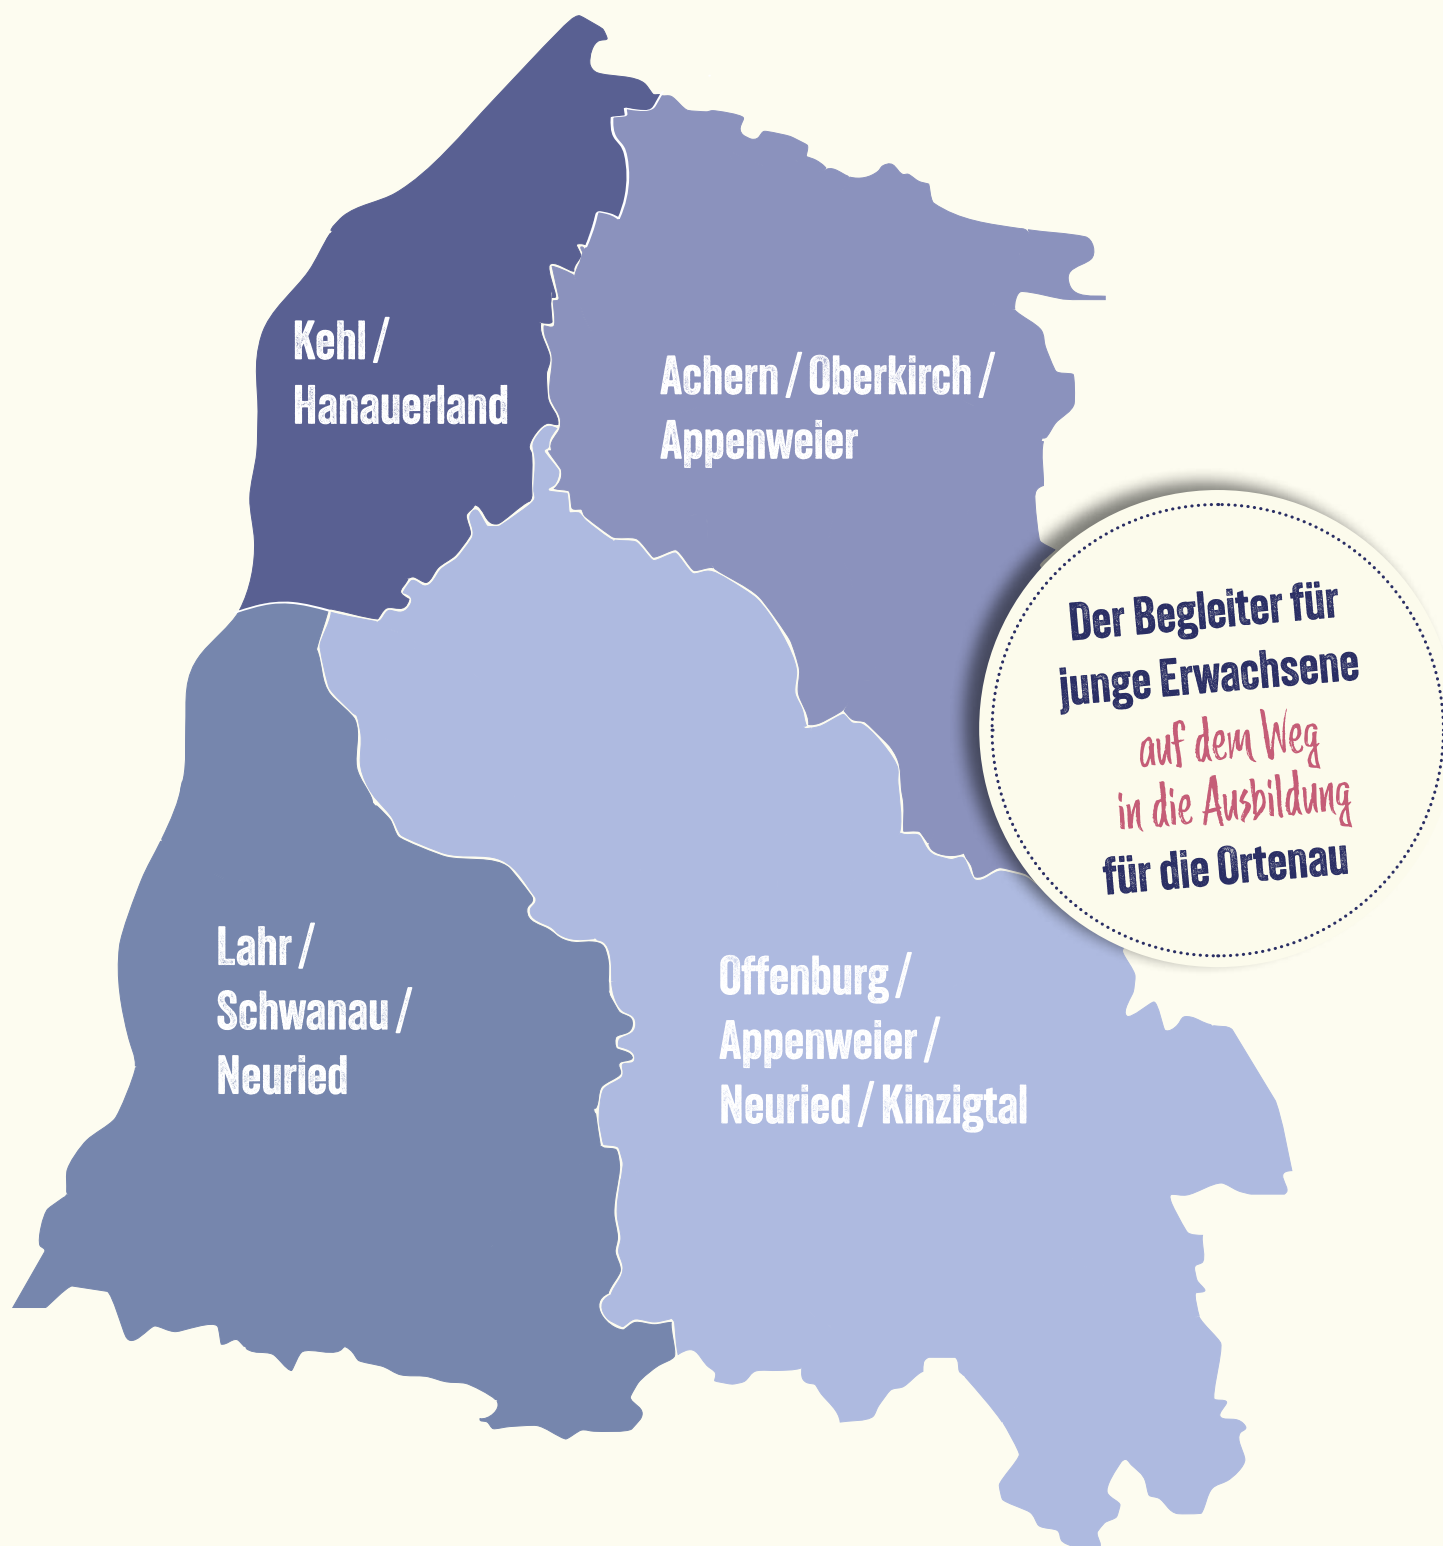 Kehl /
Hanauerland
Achern / Oberkirch /
Appenweier
Der Begleiter für
junge Erwachsene
auf dem Weg
in die Ausbildung
für die Ortenau
Lahr /
Schwanau /
Neuried
Offenburg /
Appenweier /
Neuried / Kinzigtal